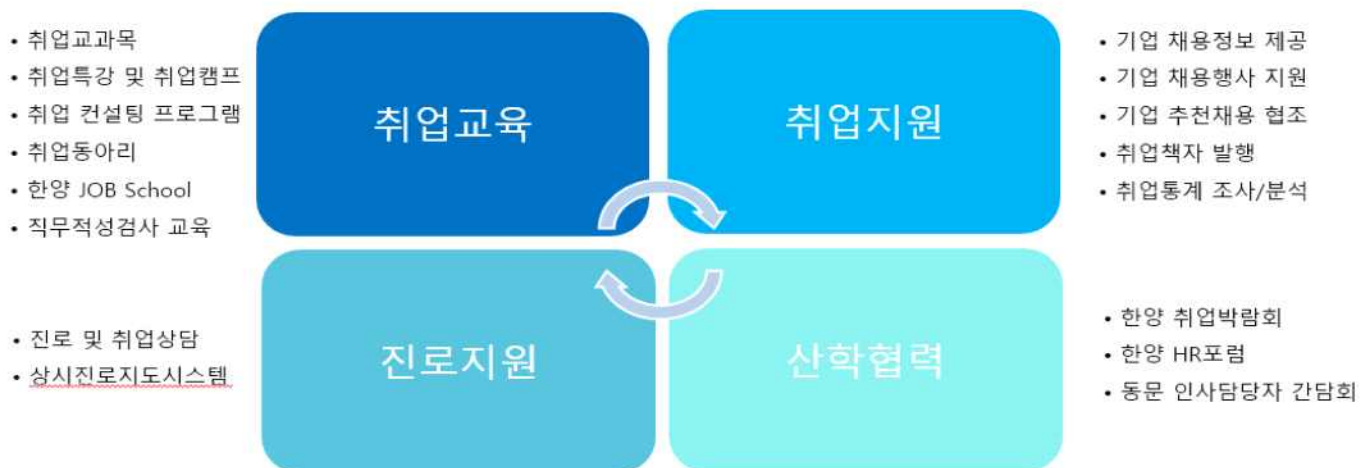 • 취업교과목
• 취업특강 및 취업캠프
• 취업 컨설팅 프로그램
• 취업동아리
• 한양 JOB School
• 직무적성검사 교육
취업교육
취업지원
• 기업 채용정보 제공
• 기업 채용행사 지원
• 기업 추천채용 협조
• 취업책자 발행
• 취업통계 조사/분석
• 진로 및 취업상담
• 상시진로지도시스템
진로지원
산학협력
• 한양 취업박람회
• 한양 HR포럼
• 동문 인사담당자 간담회